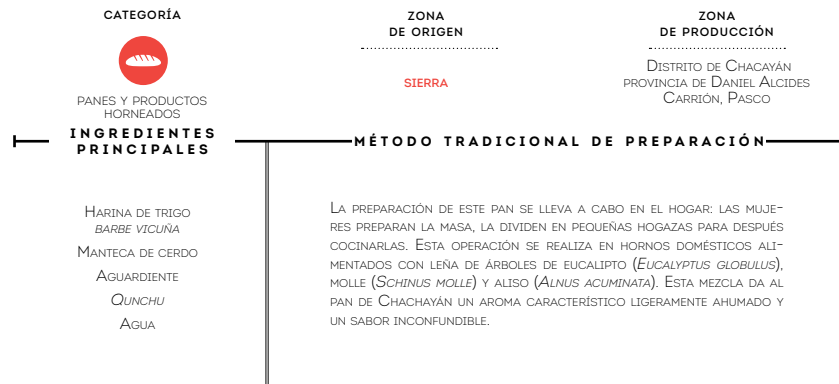 CATEGORÍA
PANES Y PRODUCTOS
HORNEADOS
ZONA
DE ORIGEN
SIERRA
ZONA
DE PRODUCCIÓN
DISTRITO DE CHACAYÁN
PROVINCIA DE DANIEL ALCIDES
CARRIÓN, PASCO
INGREDIENTES
PRINCIPALES
HARINA DE TRIGO
BARBE VICUÑA
MANTECA DE CERDO
AGUARDIENTE
QUNCHU
AGUA
MÉTODO TRADICIONAL DE PREPARACIÓN
LA PREPARACIÓN DE ESTE PAN SE LLEVA A CABO EN EL HOGAR: LAS MUJE-
RES PREPARAN LA MASA, LA DIVIDEN EN PEQUEÑAS HOGAZAS PARA DESPUÉS
COCINARLAS. ESTA OPERACIÓN SE REALIZA EN HORNOS DOMÉSTICOS ALI-
MENTADOS CON LEÑA DE ÁRBOLES DE EUCALIPTO (EUCALYPTUS GLOBULUS),
MOLLE (SCHINUS MOLLE) Y ALISO (ALNUS ACUMINATA). ESTA MEZCLA DA AL
PAN DE CHACHAYÁN UN AROMA CARACTERÍSTICO LIGERAMENTE AHUMADO Y
UN SABOR INCONFUNDIBLE.